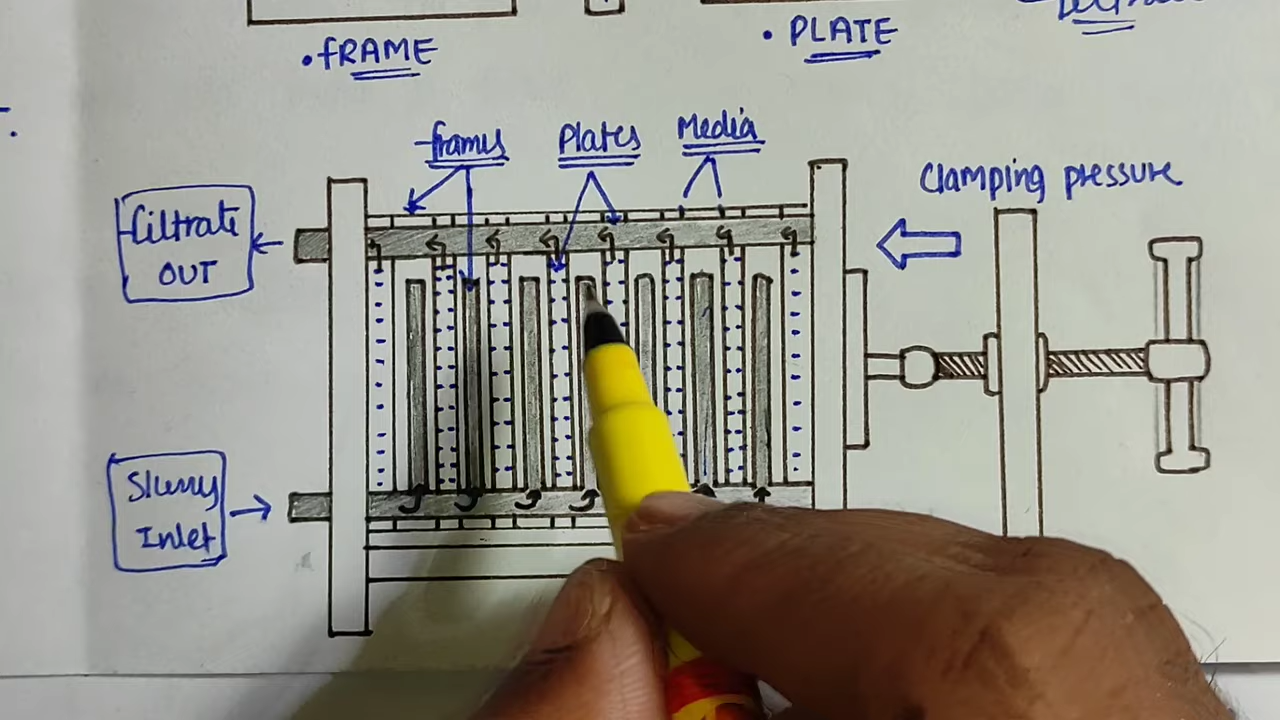 • fRAME
• PLATE
frames
Plates
Media
Clamping pressure
filtrate
OUT
Slurry
Inlet